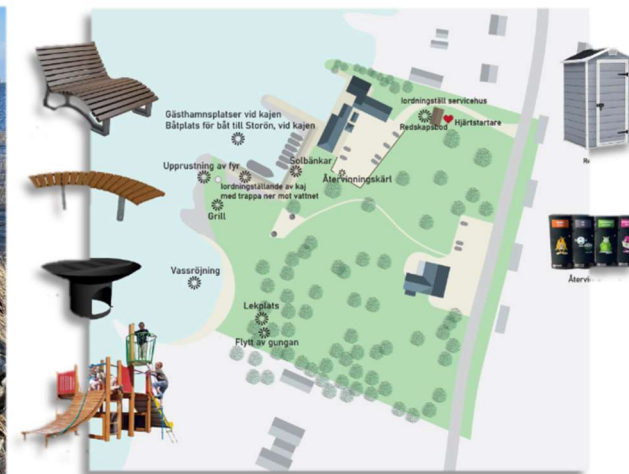 Gästhamnsplatser vid kajen
Båtplats för båt till Storön, vid kajen
Iordningställ servicehus
Redskapsbod
Hjärtstartare
Solbänkar
Återvinningskärl
Upprustning av fyr
Iordningställande av kaj
med trappa ner mot vattnet
Grill
Vassröjning
Lekplats
Flytt av gungan